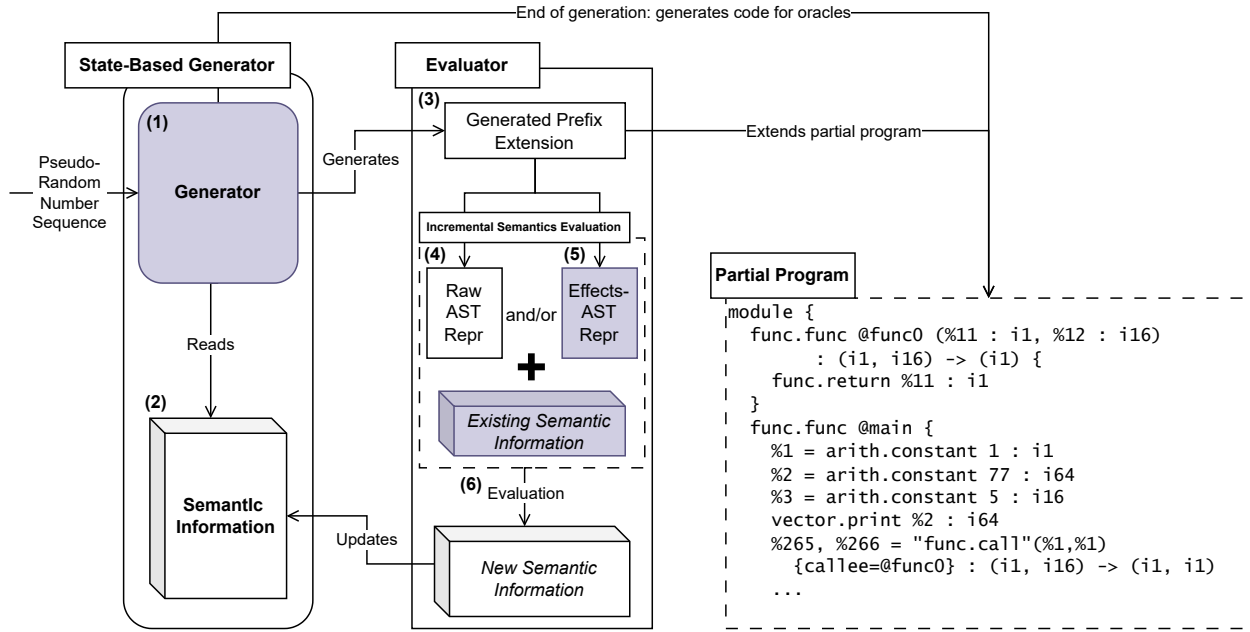 End of generation: generates code for oracles
State-Based Generator
Evaluator
(1)
Generator
Pseudo-
Random
Number
Sequence
Generates
(3)
Generated Prefix
Extension
Extends partial program
Incremental Semantics Evaluation
(4)
Raw
AST
Repr
and/or
(5)
Effects-
AST
Repr
Existing Semantic
Information
Reads
(2)
SemantIc
Information
(6)
Evaluation
Updates
New Semantic
Information
Partial Program
module {
  func.func @func0 (%11 : i1, %12 : i16)
        : (i1, i16) -> (i1) {
    func.return %11 : i1
  }
  func.func @main {
    %1 = arith.constant 1 : i1
    %2 = arith.constant 77 : i64
    %3 = arith.constant 5 : i16
    vector.print %2 : i64
    %265, %266 = "func.call"(%1,%1)
      {callee=@func0} : (i1, i16) -> (i1, i1)
    ...